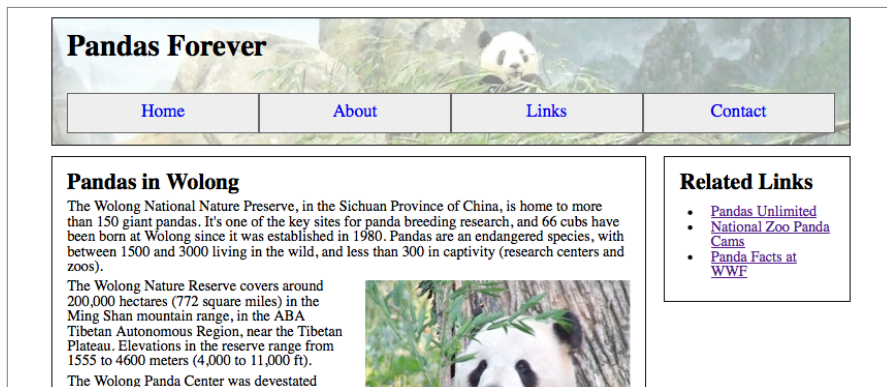 Pandas Forever
Home About Links Contact
Pandas in Wolong
The Wolong National Nature Preserve, in the Sichuan Province of China, is home to more
than 150 giant pandas. It's one of the key sites for panda breeding research, and 66 cubs have
been born at Wolong since it was established in 1980. Pandas are an endangered species, with
between 1500 and 3000 living in the wild, and less than 300 in captivity (research centers and
zoos).
The Wolong Nature Reserve covers around
200,000 hectares (772 square miles) in the
Ming Shan mountain range, in the ABA
Tibetan Autonomous Region, near the Tibetan
Plateau. Elevations in the reserve range from
1555 to 4600 meters (4,000 to 11,000 ft).
The Wolong Panda Center was devestated
Related Links
• Pandas Unlimited
• National Zoo Panda
Cams
• Panda Facts at
WWF